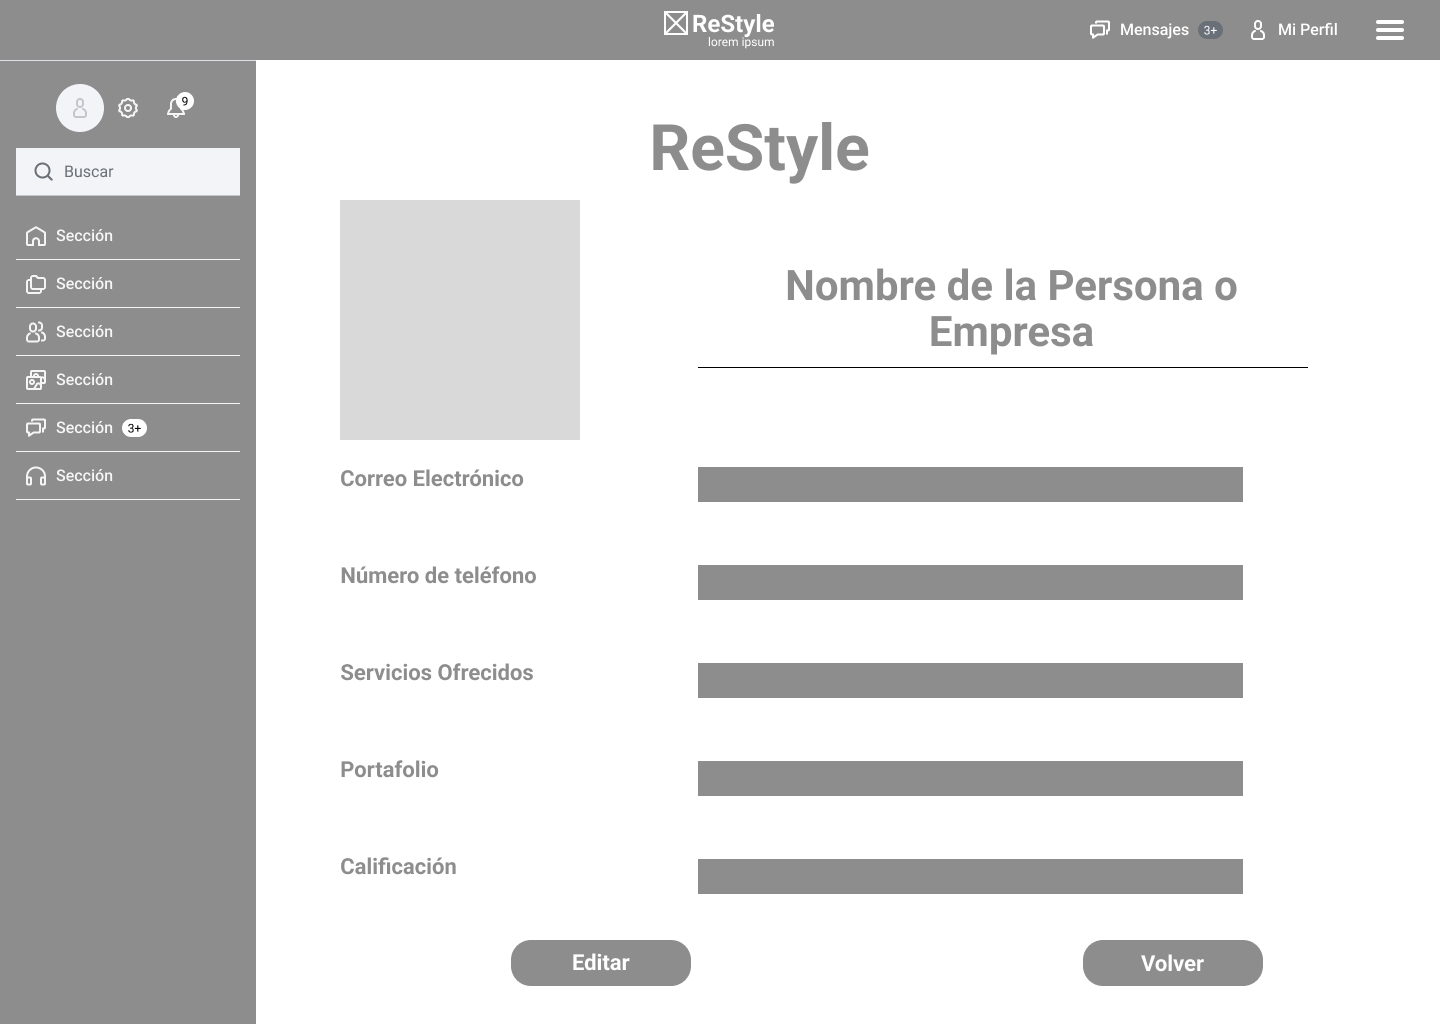 ReStyle
lorem ipsum
Mensajes 3+
Mi Perfil
9
Buscar
Sección
Sección
Sección
Sección
Sección 3+
Sección
ReStyle
Nombre de la Persona o
Empresa
Correo Electrónico
Número de teléfono
Servicios Ofrecidos
Portafolio
Calificación
Editar
Volver